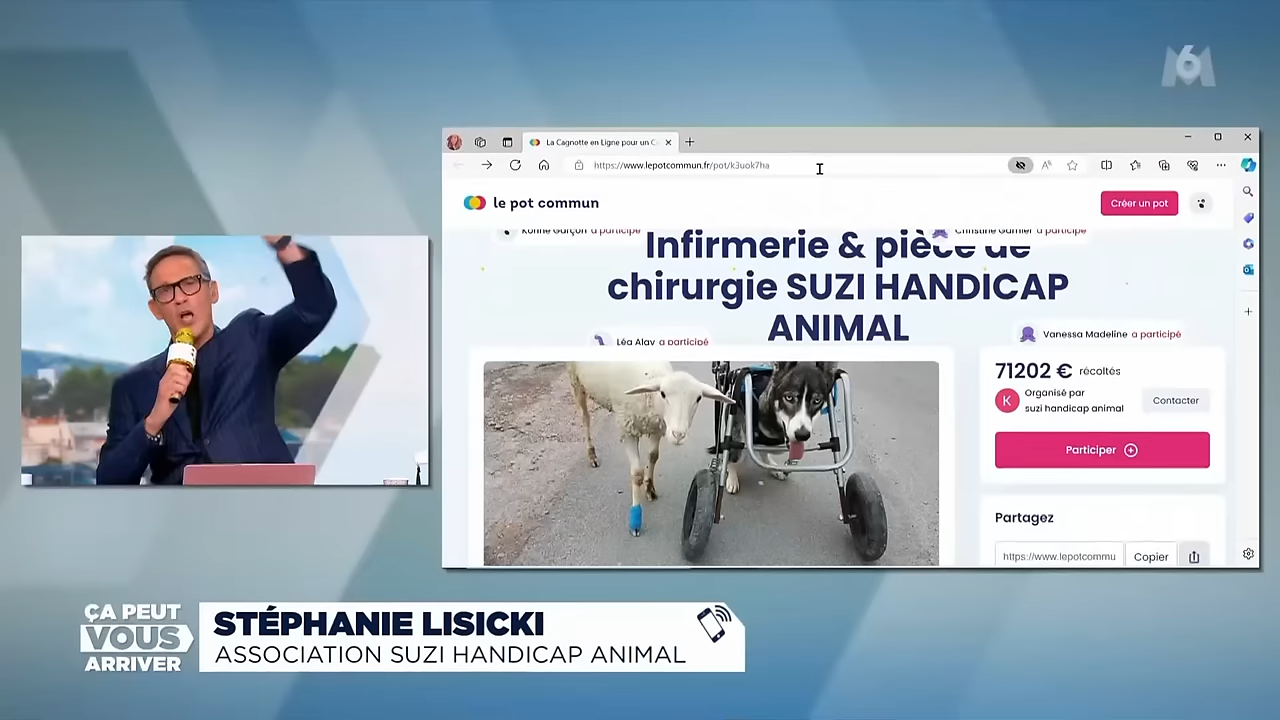 M6
La Cagnotte en Ligne pour un C
https://www.lepotcommun.fr/pot/k3uok7ha
le pot commun
Créer un pot
Korine Garçon a participé
Christine Garnier a participé
Infirmerie & pièce de
chirurgie SUZI HANDICAP
ANIMAL
Léa Alay a participé
Vanessa Madeline a participé
71202 € récoltés
K
Organisé par
suzi handicap animal
Contacter
Participer
Partagez
https://www.lepotcommu
Copier
ÇA PEUT
VOUS
ARRIVER
STÉPHANIE LISICKI
ASSOCIATION SUZI HANDICAP ANIMAL